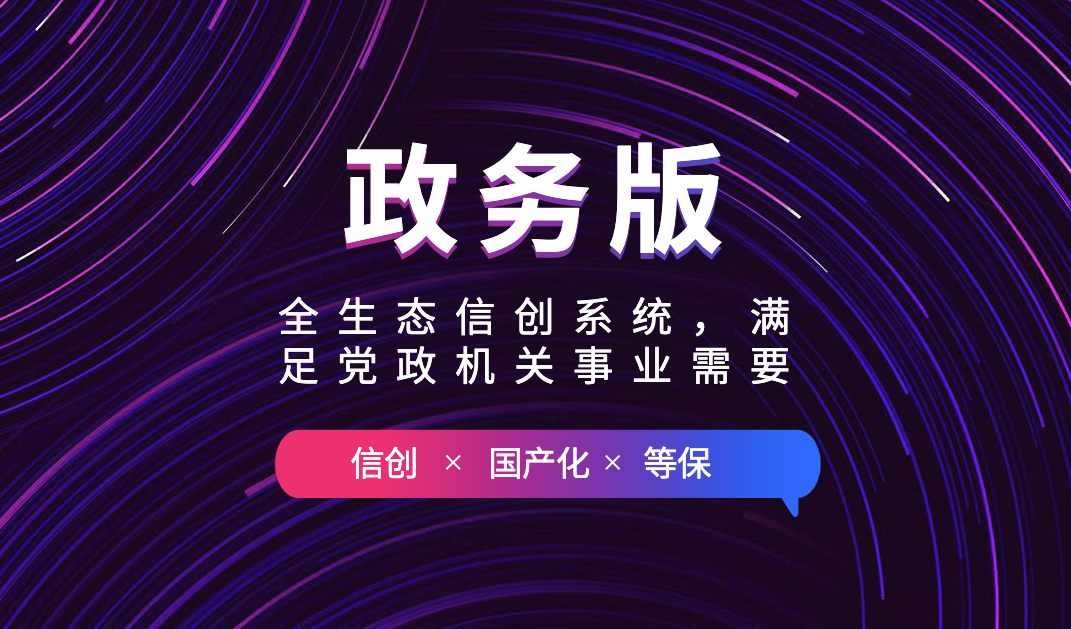 政务版
全生态信创系统，满
足党政机关事业需要
信创 × 国产化 × 等保